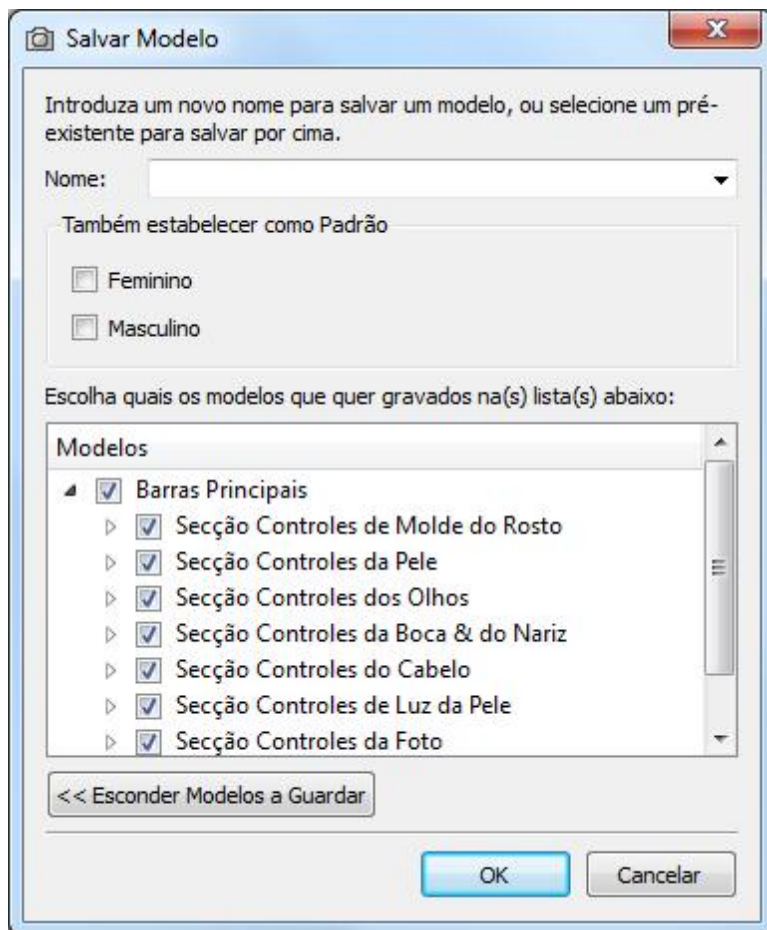 Salvar Modelo
Introduza um novo nome para salvar um modelo, ou selecione um pré-
existente para salvar por cima.
Nome:
Também estabelecer como Padrão
Feminino
Masculino
Escolha quais os modelos que quer gravados na(s) lista(s) abaixo:
Modelos
Barras Principais
Secção Controles de Molde do Rosto
Secção Controles da Pele
Secção Controles dos Olhos
Secção Controles da Boca & do Nariz
Secção Controles do Cabelo
Secção Controles de Luz da Pele
Secção Controles da Foto
<< Esconder Modelos a Guardar
OK Cancelar